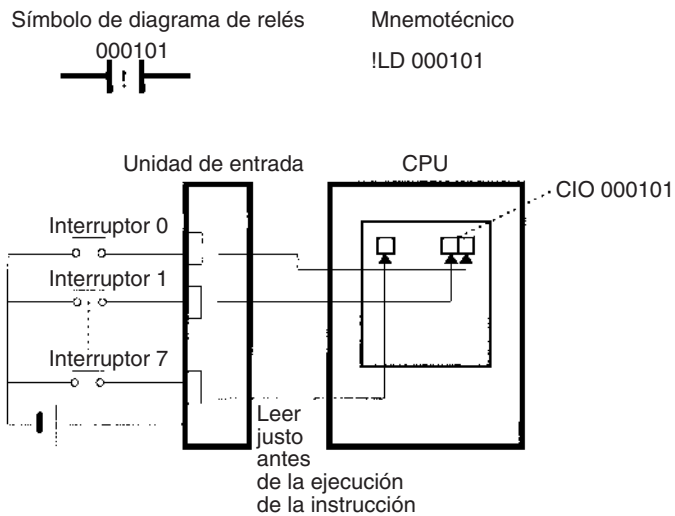 Símbolo de diagrama de relés
Mnemotécnico
000101
!
!LD 000101
Unidad de entrada
CPU
CIO 000101
Interruptor 0
Interruptor 1
Interruptor 7
Leer
justo
antes
de la ejecución
de la instrucción